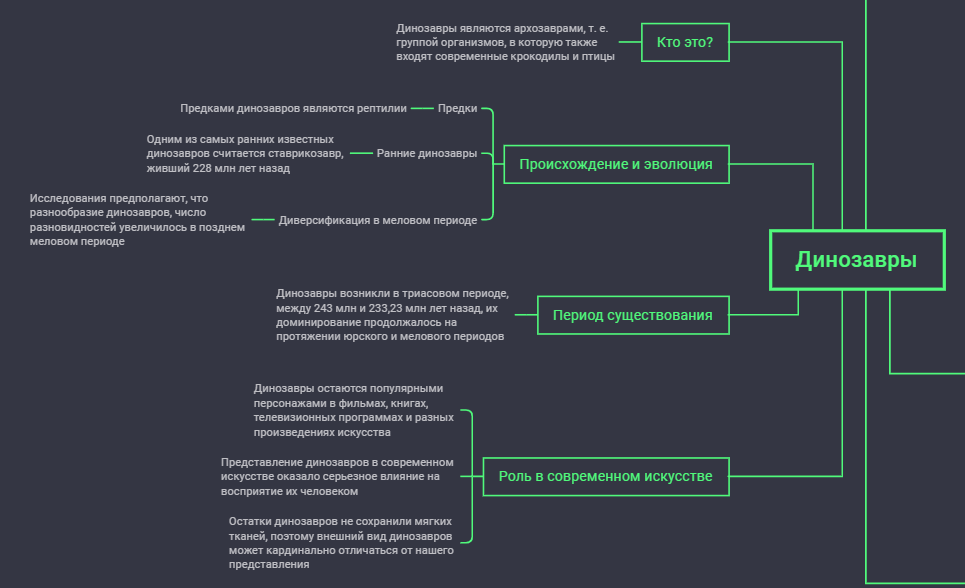 Динозавры являются архозаврами, т. е.
группой организмов, в которую также
входят современные крокодилы и птицы
Кто это?
Предками динозавров являются рептилии
Предки
Одним из самых ранних известных
динозавров считается ставрикозавр,
живший 228 млн лет назад
Ранние динозавры
Происхождение и эволюция
Исследования предполагают, что
разнообразие динозавров, число
разновидностей увеличилось в позднем
меловом периоде
Диверсификация в меловом периоде
Динозавры
Динозавры возникли в триасовом периоде,
между 243 млн и 233,23 млн лет назад, их
доминирование продолжалось на
протяжении юрского и мелового периодов
Период существования
Динозавры остаются популярными
персонажами в фильмах, книгах,
телевизионных программах и разных
произведениях искусства
Представление динозавров в современном
искусстве оказало серьезное влияние на
восприятие их человеком
Роль в современном искусстве
Остатки динозавров не сохранили мягких
тканей, поэтому внешний вид динозавров
может кардинально отличаться от нашего
представления